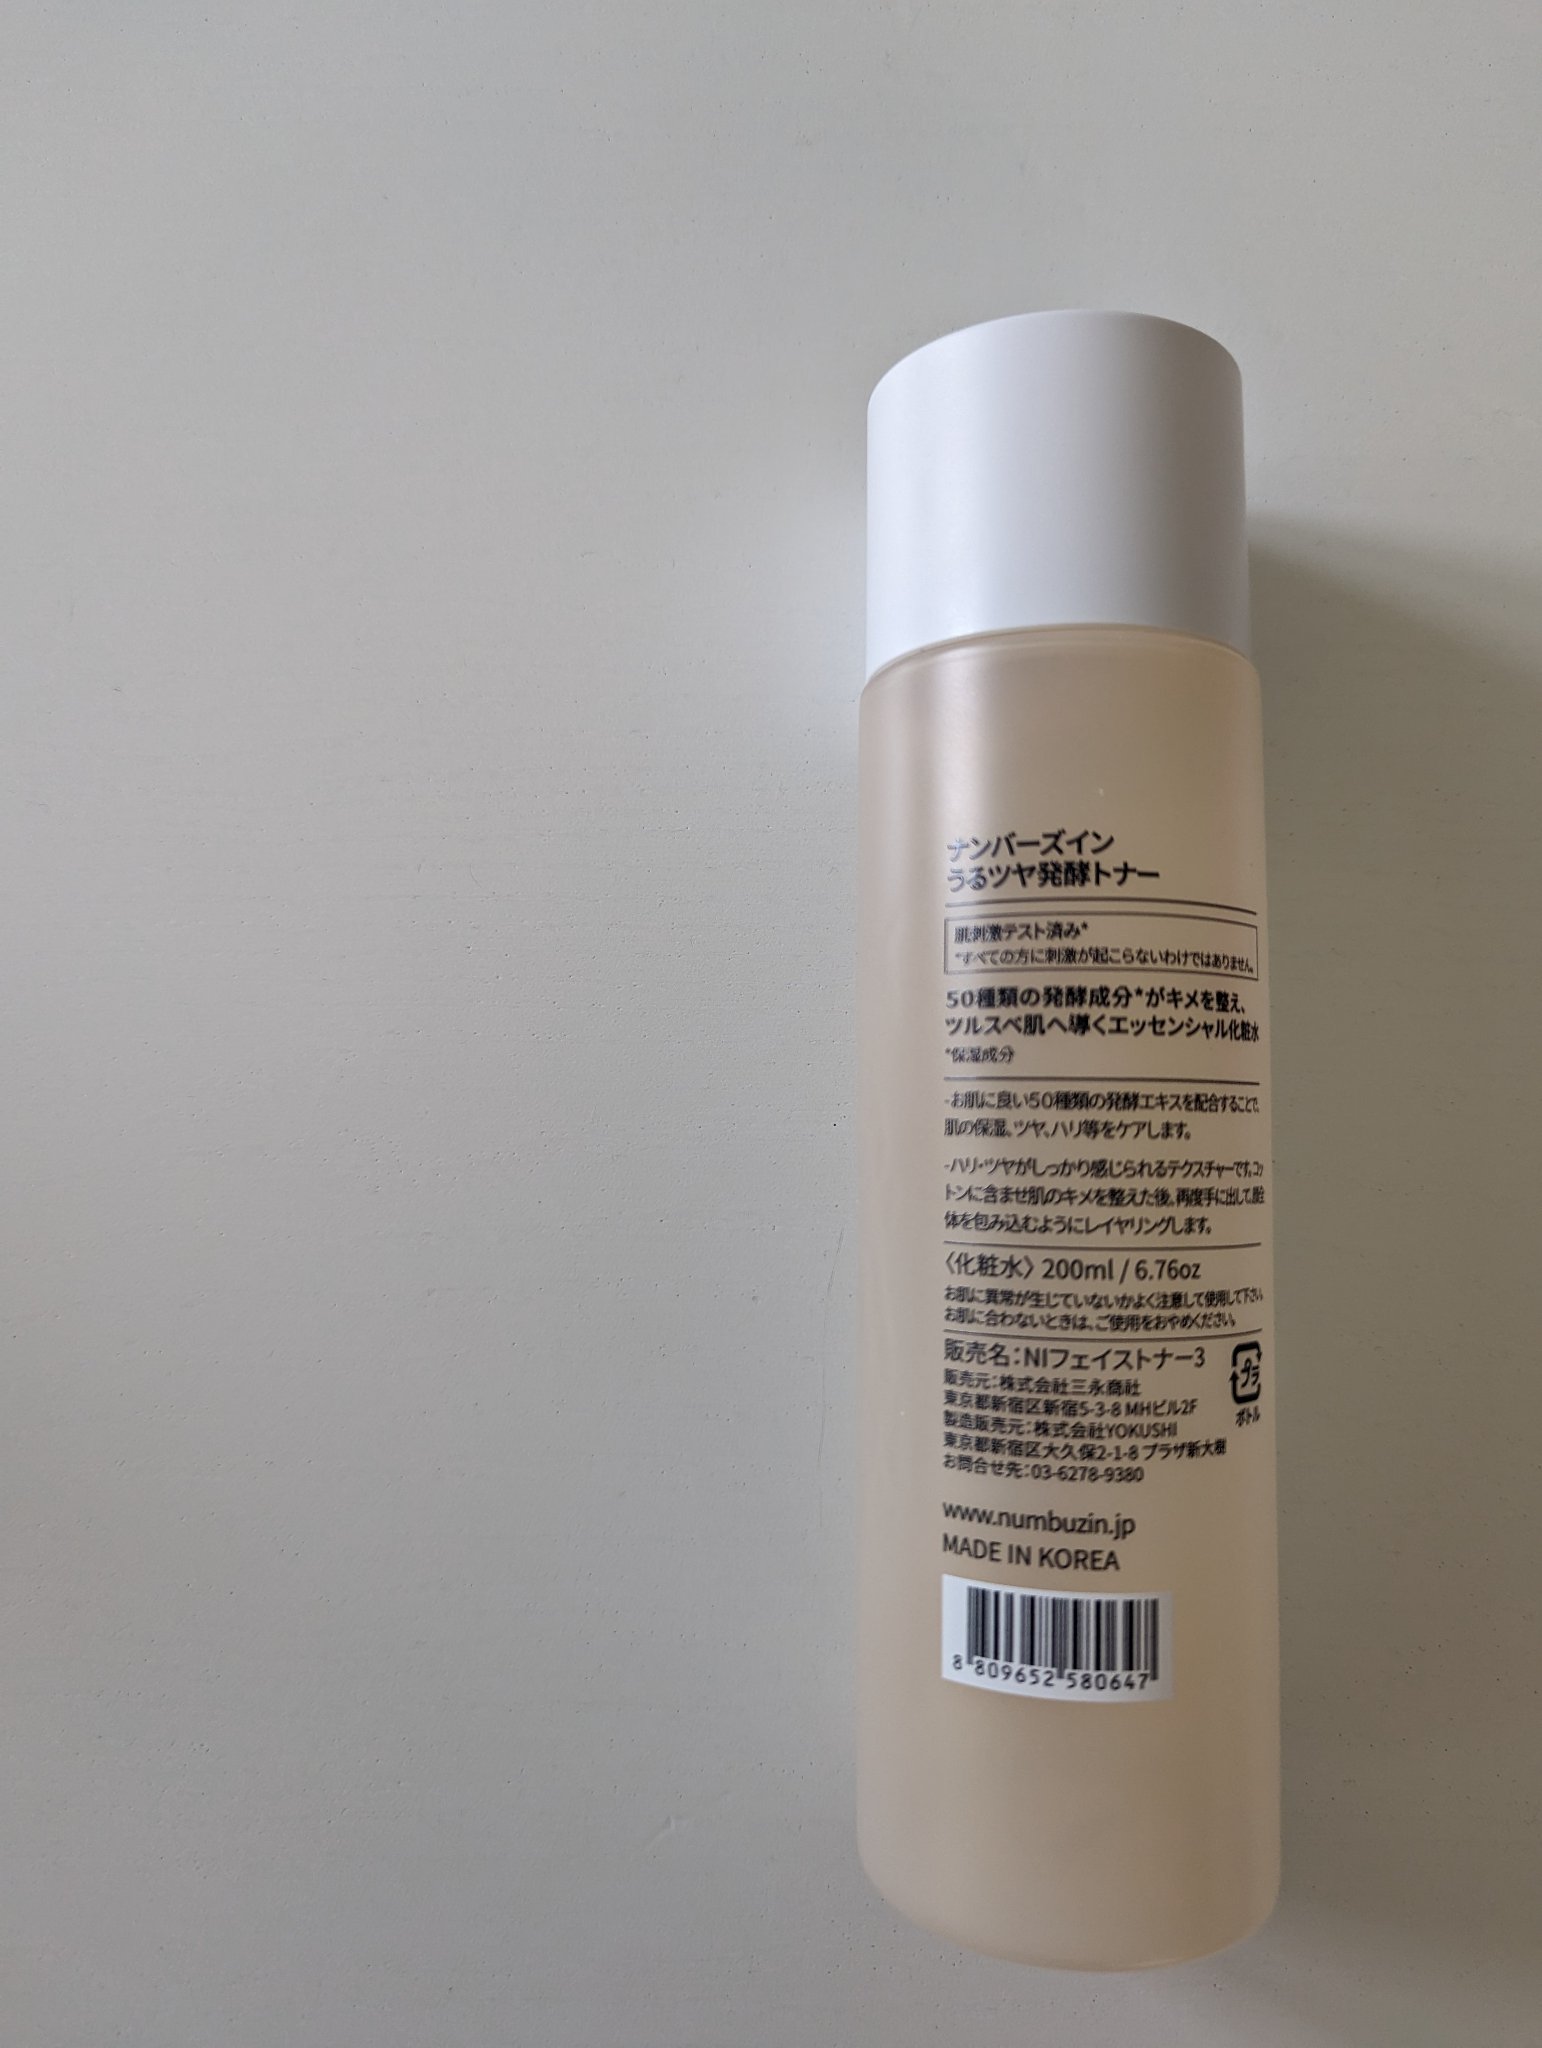 ナンバーズイン
うるツヤ発酵トナー
肌刺激テスト済み*
*すべての方に刺激が起こらないわけではありません。
50種類の発酵成分*がキメを整え、
ツルスベ肌へ導くエッセンシャル化粧水
*保湿成分
-お肌に良い50種類の発酵エキスを配合することで、
肌の保湿、ツヤ、ハリ等をケアします。
-ハリ・ツヤがしっかり感じられるテクスチャーです。コッ
トンに含ませ肌のキメを整えた後、再度手に出して、顔全
体を包み込むようにレイヤリングします。
〈化粧水〉 200ml / 6.76oz
お肌に異常が生じていないかよく注意して使用して下さい。
お肌に合わないときは、ご使用をおやめください。
販売名：NIフェイストナー3
販売元：株式会社三永商社
東京都新宿区新宿5-3-8 MHビル2F
製造販売元：株式会社YOKUSHI
東京都新宿区大久保2-1-8 プラザ新大樹
お問合せ先：03-6278-9380
プラ
ボトル
www.numbuzin.jp
MADE IN KOREA
8 809652 580647